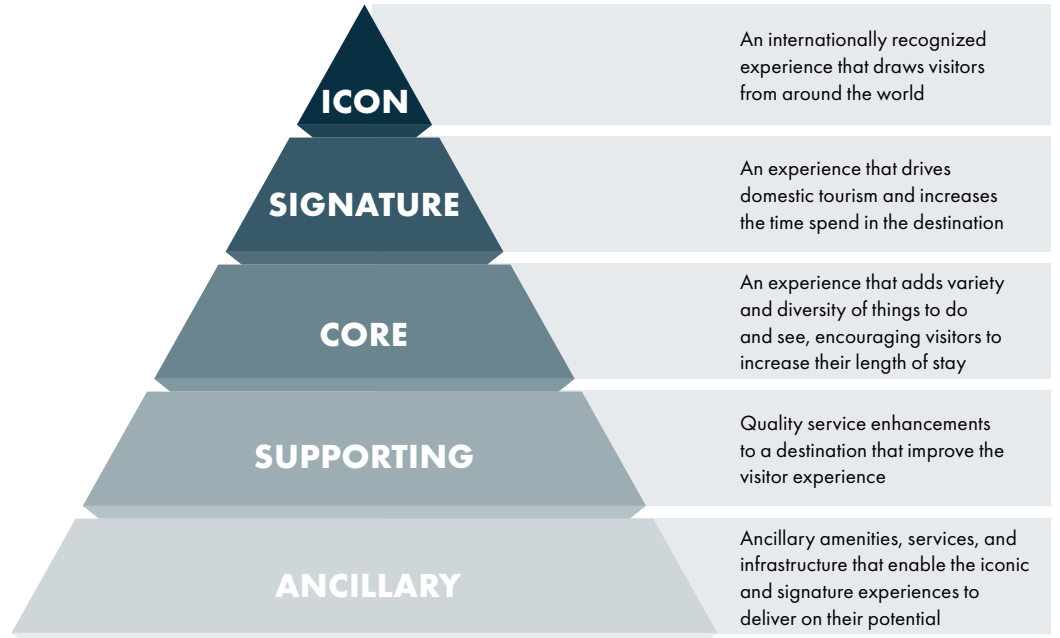 ICON
An internationally recognized
experience that draws visitors
from around the world
SIGNATURE
An experience that drives
domestic tourism and increases
the time spend in the destination
CORE
An experience that adds variety
and diversity of things to do
and see, encouraging visitors to
increase their length of stay
SUPPORTING
Quality service enhancements
to a destination that improve the
visitor experience
ANCILLARY
Ancillary amenities, services, and
infrastructure that enable the iconic
and signature experiences to
deliver on their potential